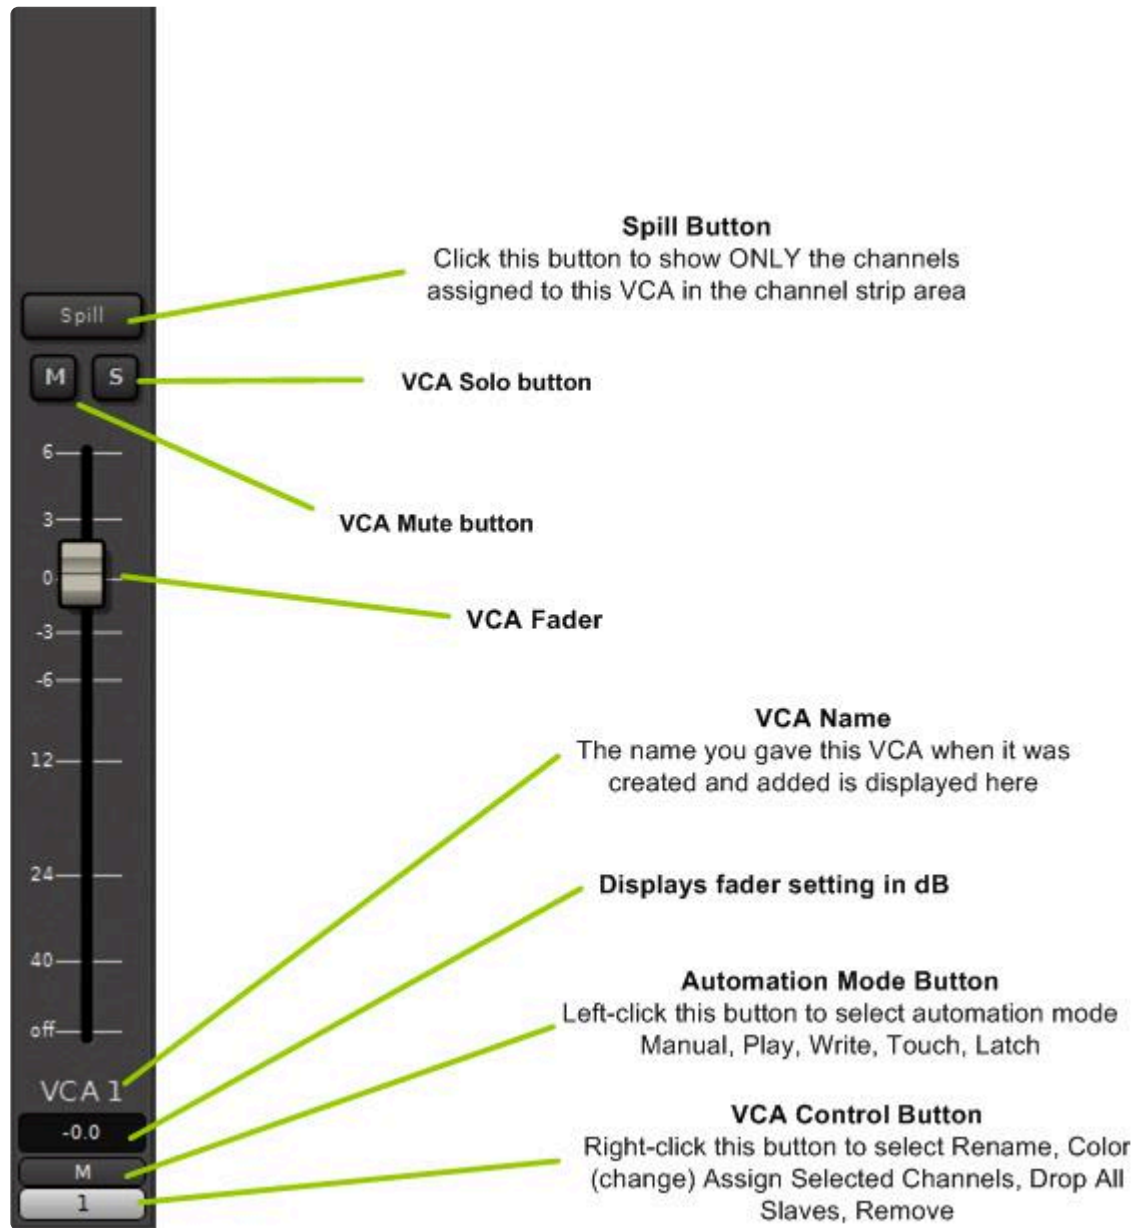 Spill Button
Click this button to show ONLY the channels
assigned to this VCA in the channel strip area
Spill
M S
VCA Solo button
6
3
VCA Mute button
0
VCA Fader
-3
-6
VCA Name
The name you gave this VCA when it was
created and added is displayed here
12
24
Displays fader setting in dB
40
Automation Mode Button
Left-click this button to select automation mode
Manual, Play, Write, Touch, Latch
off
VCA 1
-0.0
M
1
VCA Control Button
Right-click this button to select Rename, Color
(change) Assign Selected Channels, Drop All
Slaves, Remove